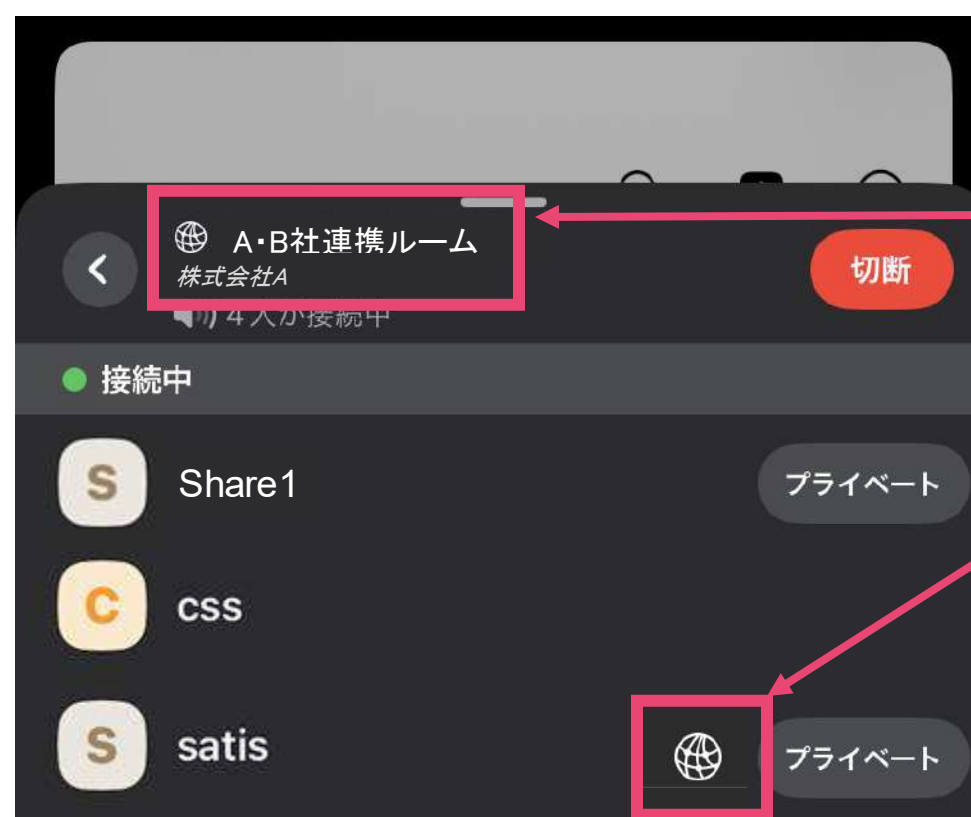 A・B社連携ルーム
株式会社A
切断
4人が接続中
接続中
S Share1 プライベート
C css
S satis プライベート